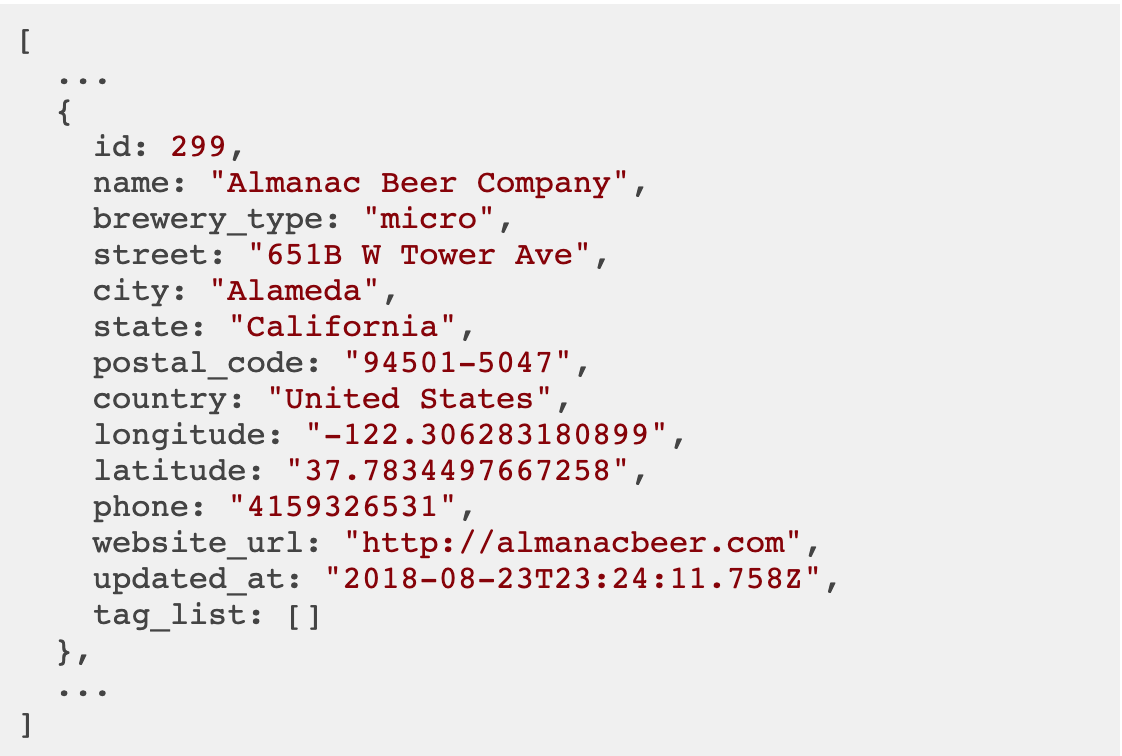 [
  ...
  {
    id: 299,
    name: "Almanac Beer Company",
    brewery_type: "micro",
    street: "651B W Tower Ave",
    city: "Alameda",
    state: "California",
    postal_code: "94501-5047",
    country: "United States",
    longitude: "-122.306283180899",
    latitude: "37.7834497667258",
    phone: "4159326531",
    website_url: "http://almanacbeer.com",
    updated_at: "2018-08-23T23:24:11.758Z",
    tag_list: []
  },
  ...
]